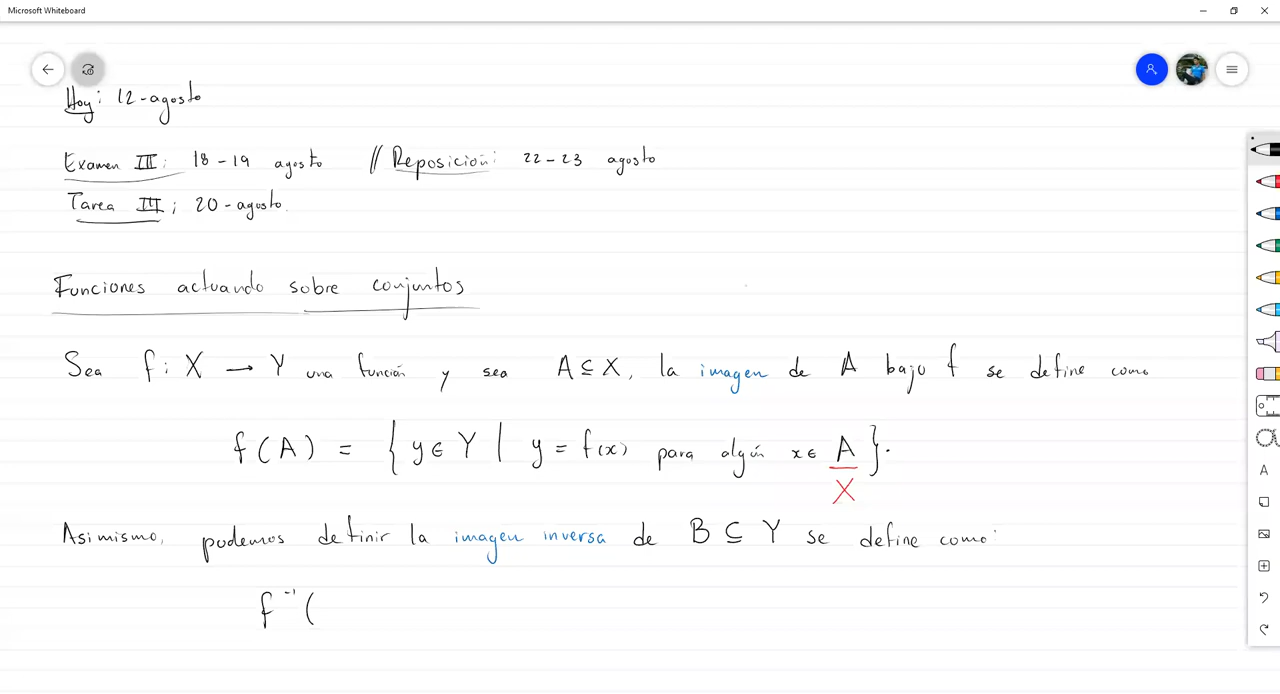 Microsoft Whiteboard
Hoy: 12-agosto
Examen III: 18-19 agosto // Reposición: 22-23 agosto
Tarea III; 20-agosto.
Funciones actuando sobre conjuntos
Sea f: X → Y una función y sea A ⊆ X, la imagen de A bajo f se define como
f(A) = { y ∈ Y | y = f(x) para algún x ∈ A }.
X
Asimismo, podemos definir la imagen inversa de B ⊆ Y se define como:
f⁻¹(
A